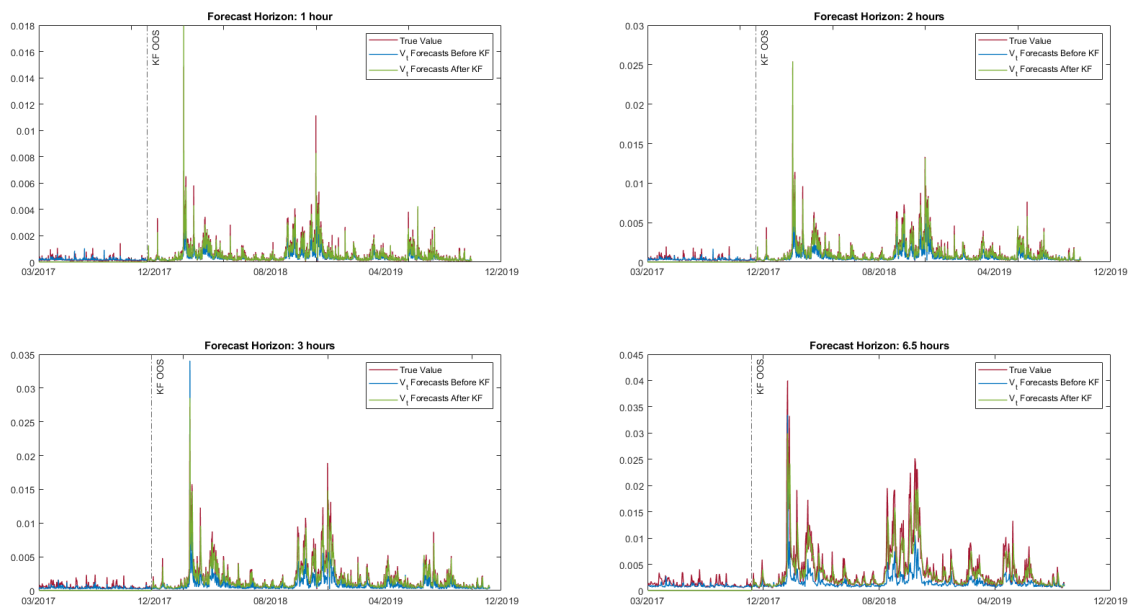 Forecast Horizon: 1 hour
0.018
0.016
0.014
0.012
0.01
0.008
0.006
0.004
0.002
0
03/2017
12/2017
08/2018
04/2019
12/2019
KF OOS
True Value
Vt Forecasts Before KF
Vt Forecasts After KF
Forecast Horizon: 2 hours
0.03
0.025
0.02
0.015
0.01
0.005
0
03/2017
12/2017
08/2018
04/2019
12/2019
KF OOS
True Value
Vt Forecasts Before KF
Vt Forecasts After KF
Forecast Horizon: 3 hours
0.035
0.03
0.025
0.02
0.015
0.01
0.005
0
03/2017
12/2017
08/2018
04/2019
12/2019
KF OOS
True Value
Vt Forecasts Before KF
Vt Forecasts After KF
Forecast Horizon: 6.5 hours
0.045
0.04
0.035
0.03
0.025
0.02
0.015
0.01
0.005
0
03/2017
12/2017
08/2018
04/2019
12/2019
KF OOS
True Value
Vt Forecasts Before KF
Vt Forecasts After KF